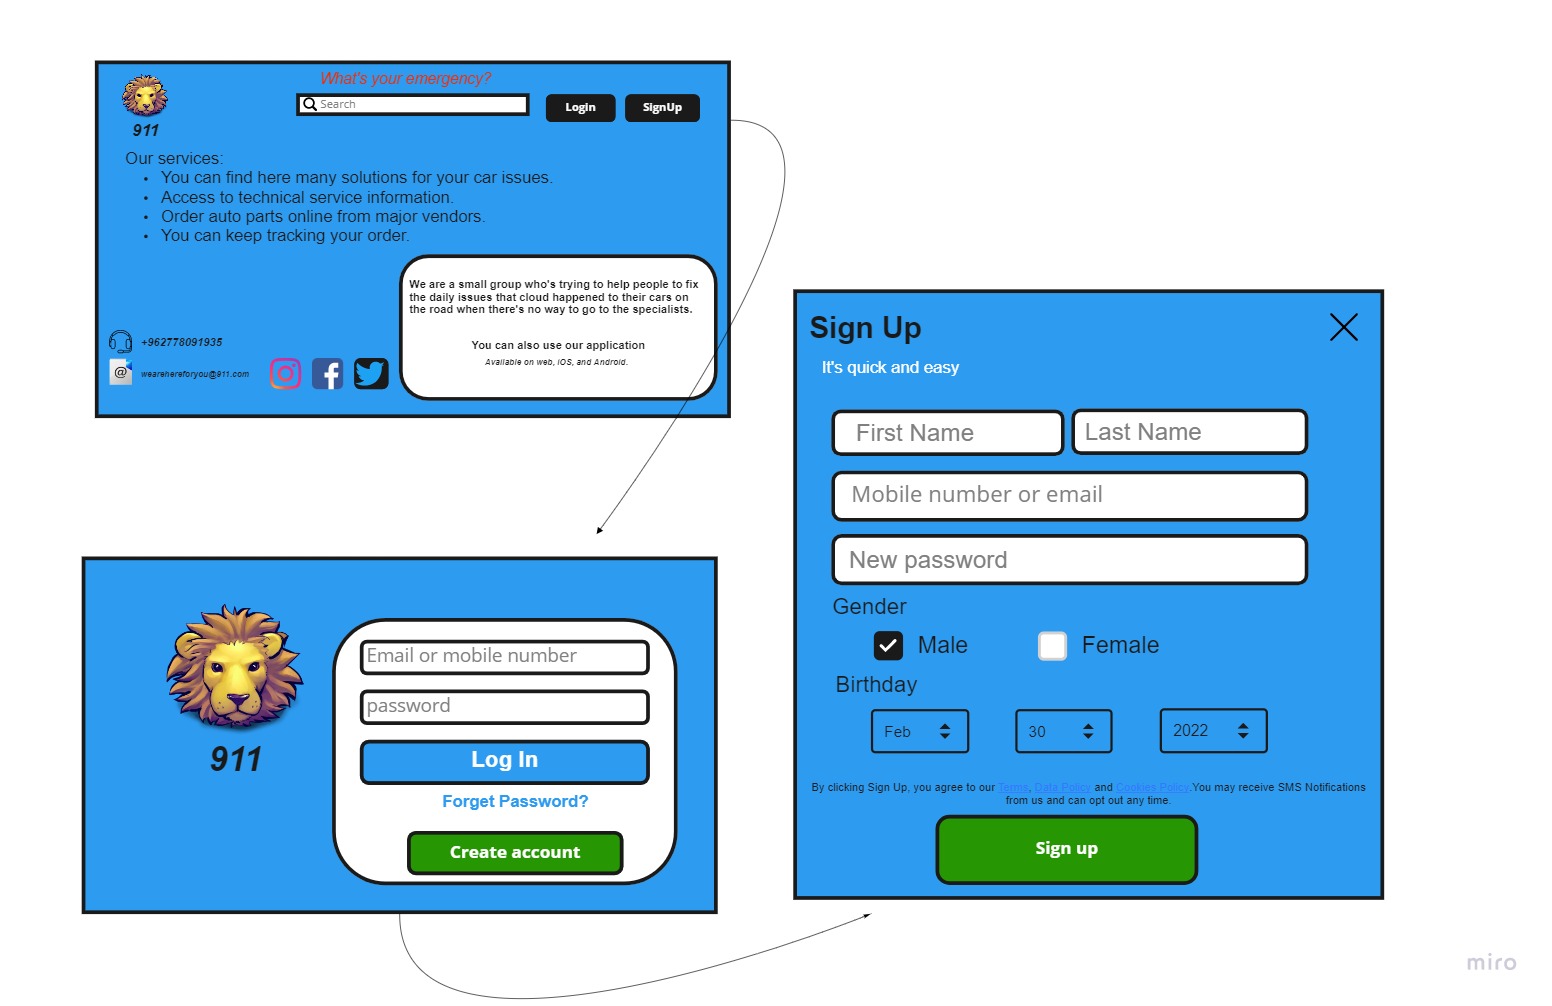 What's your emergency?
Search
LogIn
SignUp
911
Our services:
• You can find here many solutions for your car issues.
• Access to technical service information.
• Order auto parts online from major vendors.
• You can keep tracking your order.
We are a small group who's trying to help people to fix
the daily issues that cloud happened to their cars on
the road when there's no way to go to the specialists.
You can also use our application
Available on web, iOS, and Android.
+962778091935
@
wearehereforyou@911.com
911
Email or mobile number
password
Log In
Forget Password?
Create account
Sign Up
It's quick and easy
First Name
Last Name
Mobile number or email
New password
Gender
Male
Female
Birthday
Feb
30
2022
By clicking Sign Up, you agree to our Terms, Data Policy and Cookies Policy.You may receive SMS Notifications
from us and can opt out any time.
Sign up
miro